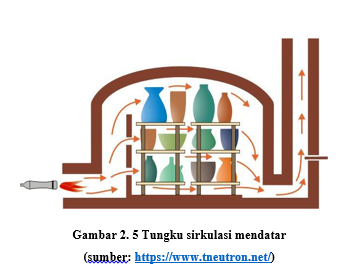 Gambar 2. 5 Tungku sirkulasi mendatar
(sumber: https://www.tneutron.net/)